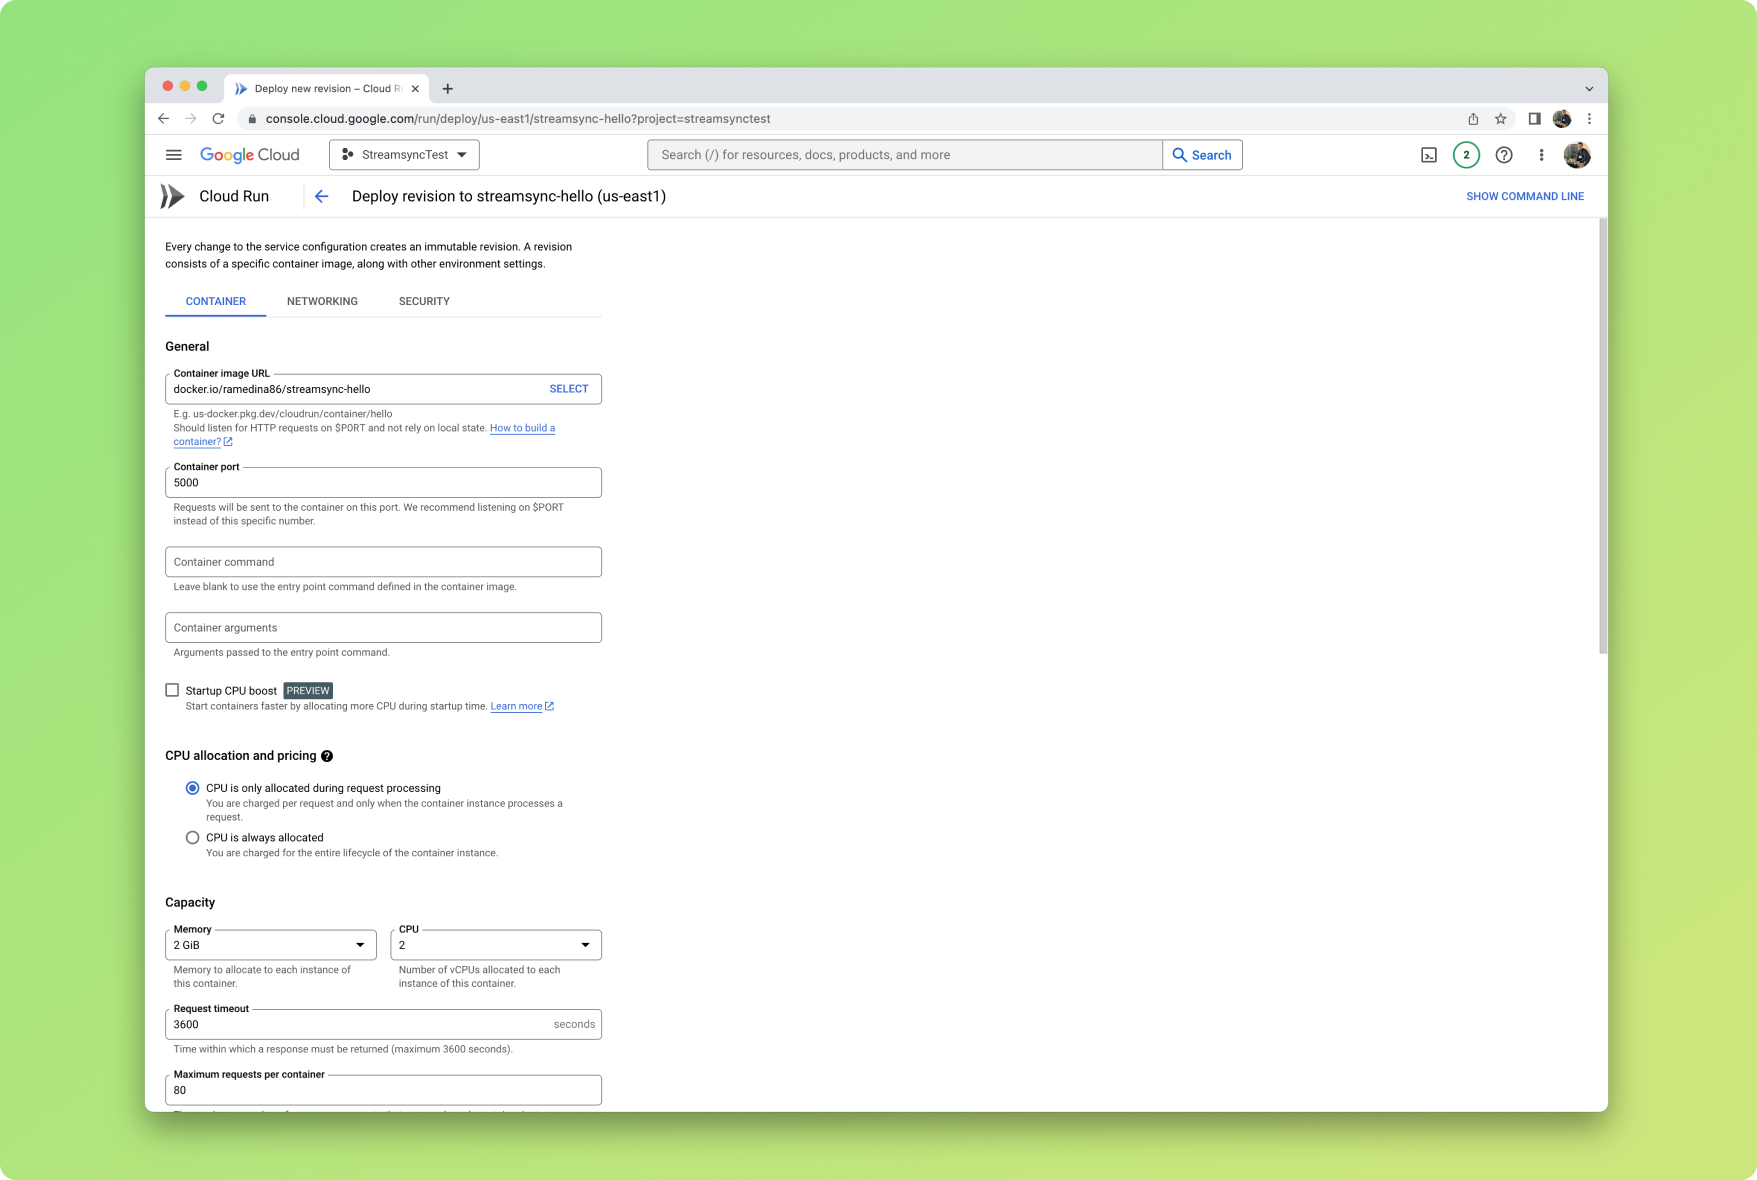 Deploy new revision – Cloud R
console.cloud.google.com/run/deploy/us-east1/streamsync-hello?project=streamsynctest
Google Cloud
StreamsyncTest
Search (/) for resources, docs, products, and more
Search
2
Cloud Run
Deploy revision to streamsync-hello (us-east1)
SHOW COMMAND LINE
Every change to the service configuration creates an immutable revision. A revision
consists of a specific container image, along with other environment settings.
CONTAINER
NETWORKING
SECURITY
General
Container image URL
docker.io/ramedina86/streamsync-hello
SELECT
E.g. us-docker.pkg.dev/cloudrun/container/hello
Should listen for HTTP requests on $PORT and not rely on local state. How to build a
container?
Container port
5000
Requests will be sent to the container on this port. We recommend listening on $PORT
instead of this specific number.
Container command
Leave blank to use the entry point command defined in the container image.
Container arguments
Arguments passed to the entry point command.
Startup CPU boost PREVIEW
Start containers faster by allocating more CPU during startup time. Learn more
CPU allocation and pricing
CPU is only allocated during request processing
You are charged per request and only when the container instance processes a
request.
CPU is always allocated
You are charged for the entire lifecycle of the container instance.
Capacity
Memory
2 GiB
Memory to allocate to each instance of
this container.
CPU
2
Number of vCPUs allocated to each
instance of this container.
Request timeout
3600
seconds
Time within which a response must be returned (maximum 3600 seconds).
Maximum requests per container
80